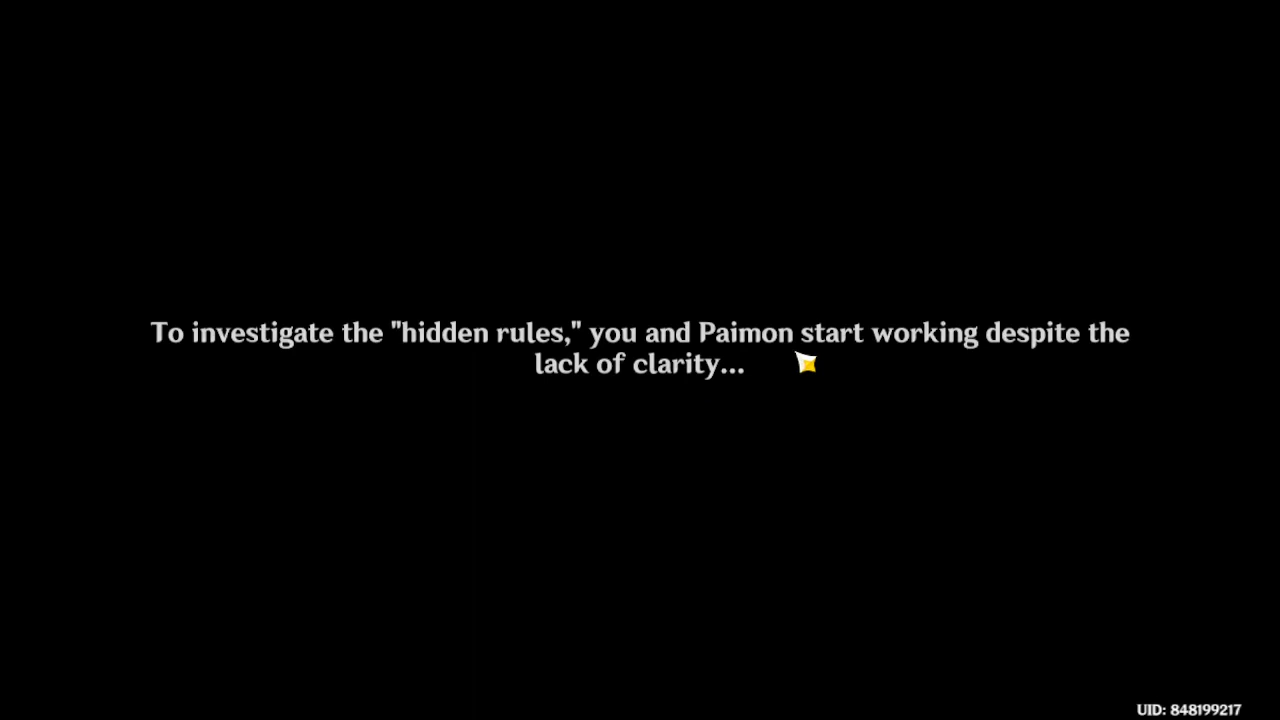 To investigate the "hidden rules," you and Paimon start working despite the
lack of clarity...
UID: 848199217